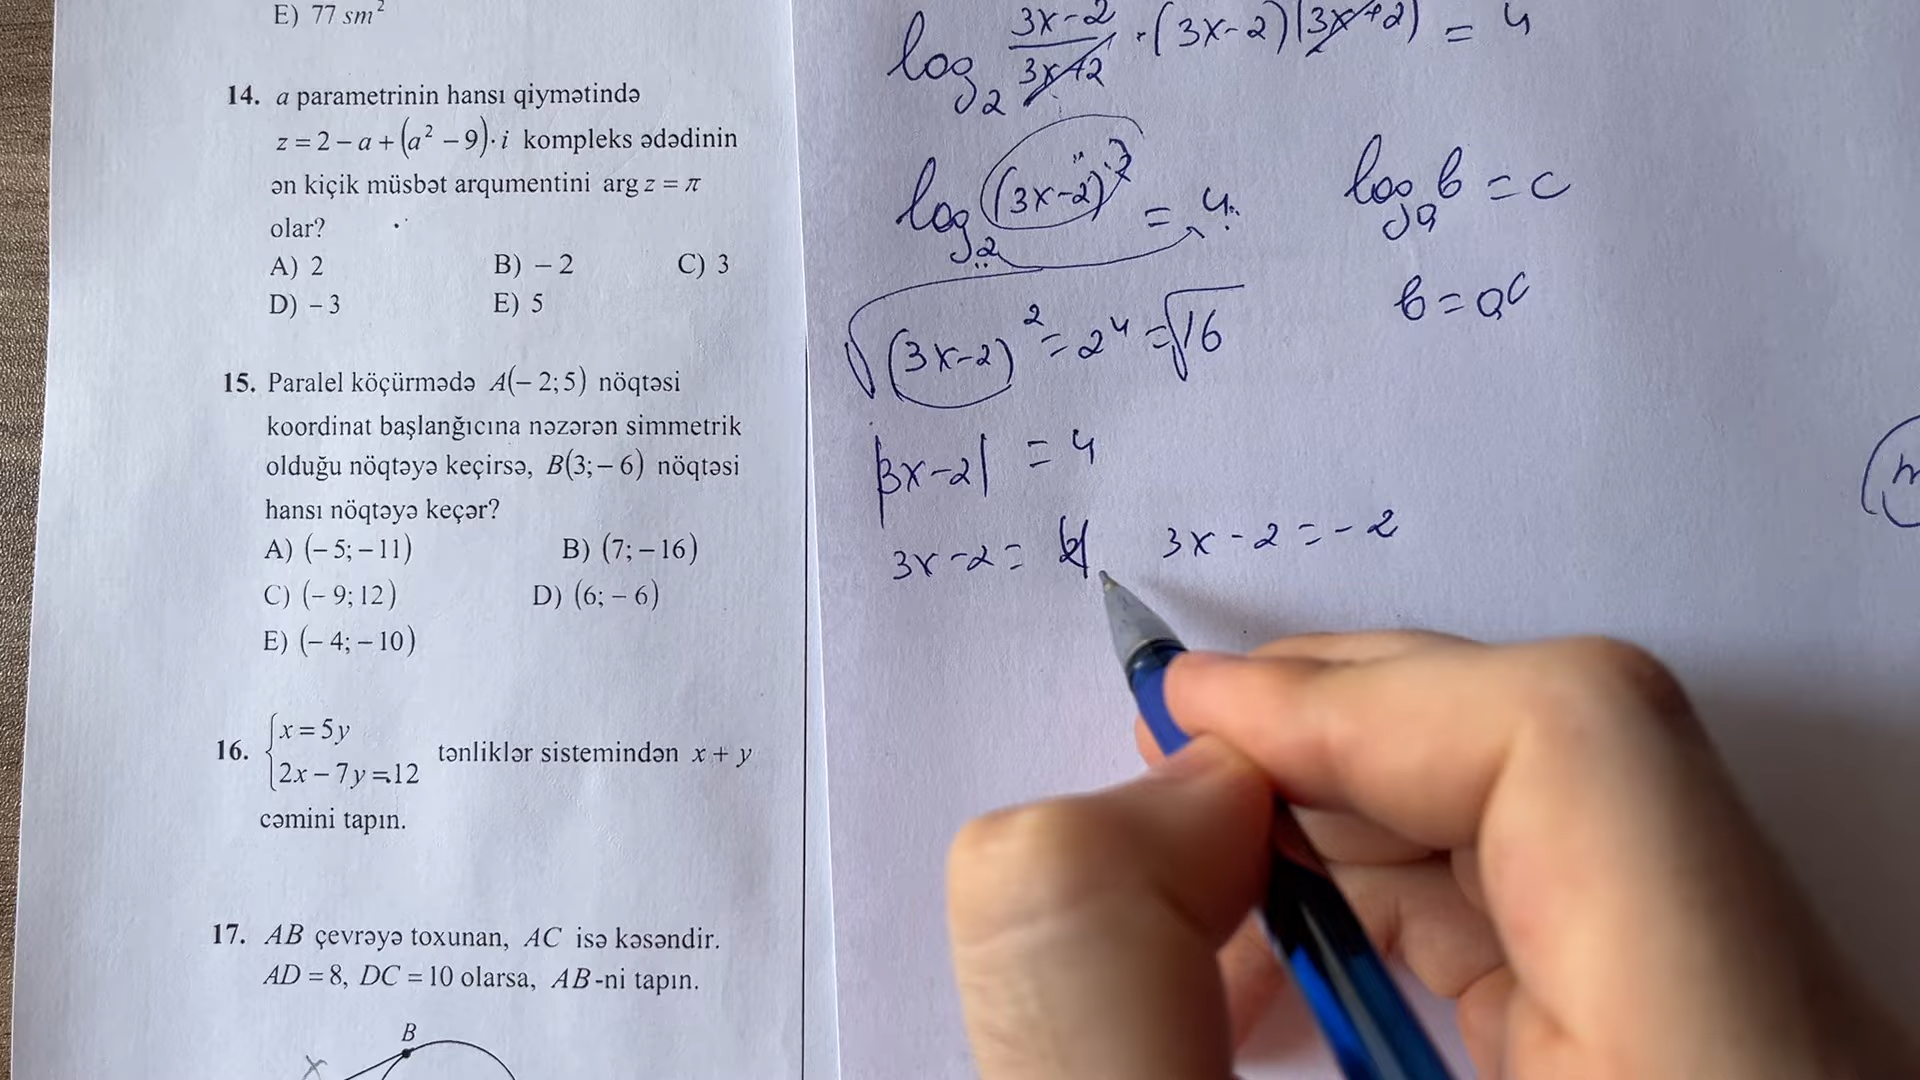 E) 77 sm²
14. a parametrinin hansı qiymətində
z = 2 – a + (a² – 9)· i kompleks ədədinin
ən kiçik müsbət arqumentini arg z = π
olar?
A) 2 B) – 2 C) 3
D) – 3 E) 5
15. Paralel köçürmədə A(– 2; 5) nöqtəsi
koordinat başlanğıcına nəzərən simmetrik
olduğu nöqtəyə keçirsə, B(3; – 6) nöqtəsi
hansı nöqtəyə keçər?
A) (– 5; – 11) B) (7; – 16)
C) (– 9; 12) D) (6; – 6)
E) (– 4; – 10)
16. { x = 5y
2x – 7y = 12 tənliklər sistemindən x + y
cəmini tapın.
17. AB çevrəyə toxunan, AC isə kəsəndir.
AD = 8, DC = 10 olarsa, AB -ni tapın.
B
log₂ (3x-2)/(3x+2) · (3x-2)(3x+2) = 4
log₂ (3x-2)² = 4
logₐ b = c
b = aᶜ
√(3x-2)² = 2⁴ = √16
|3x-2| = 4
3x-2 = 4 3x-2 = -2